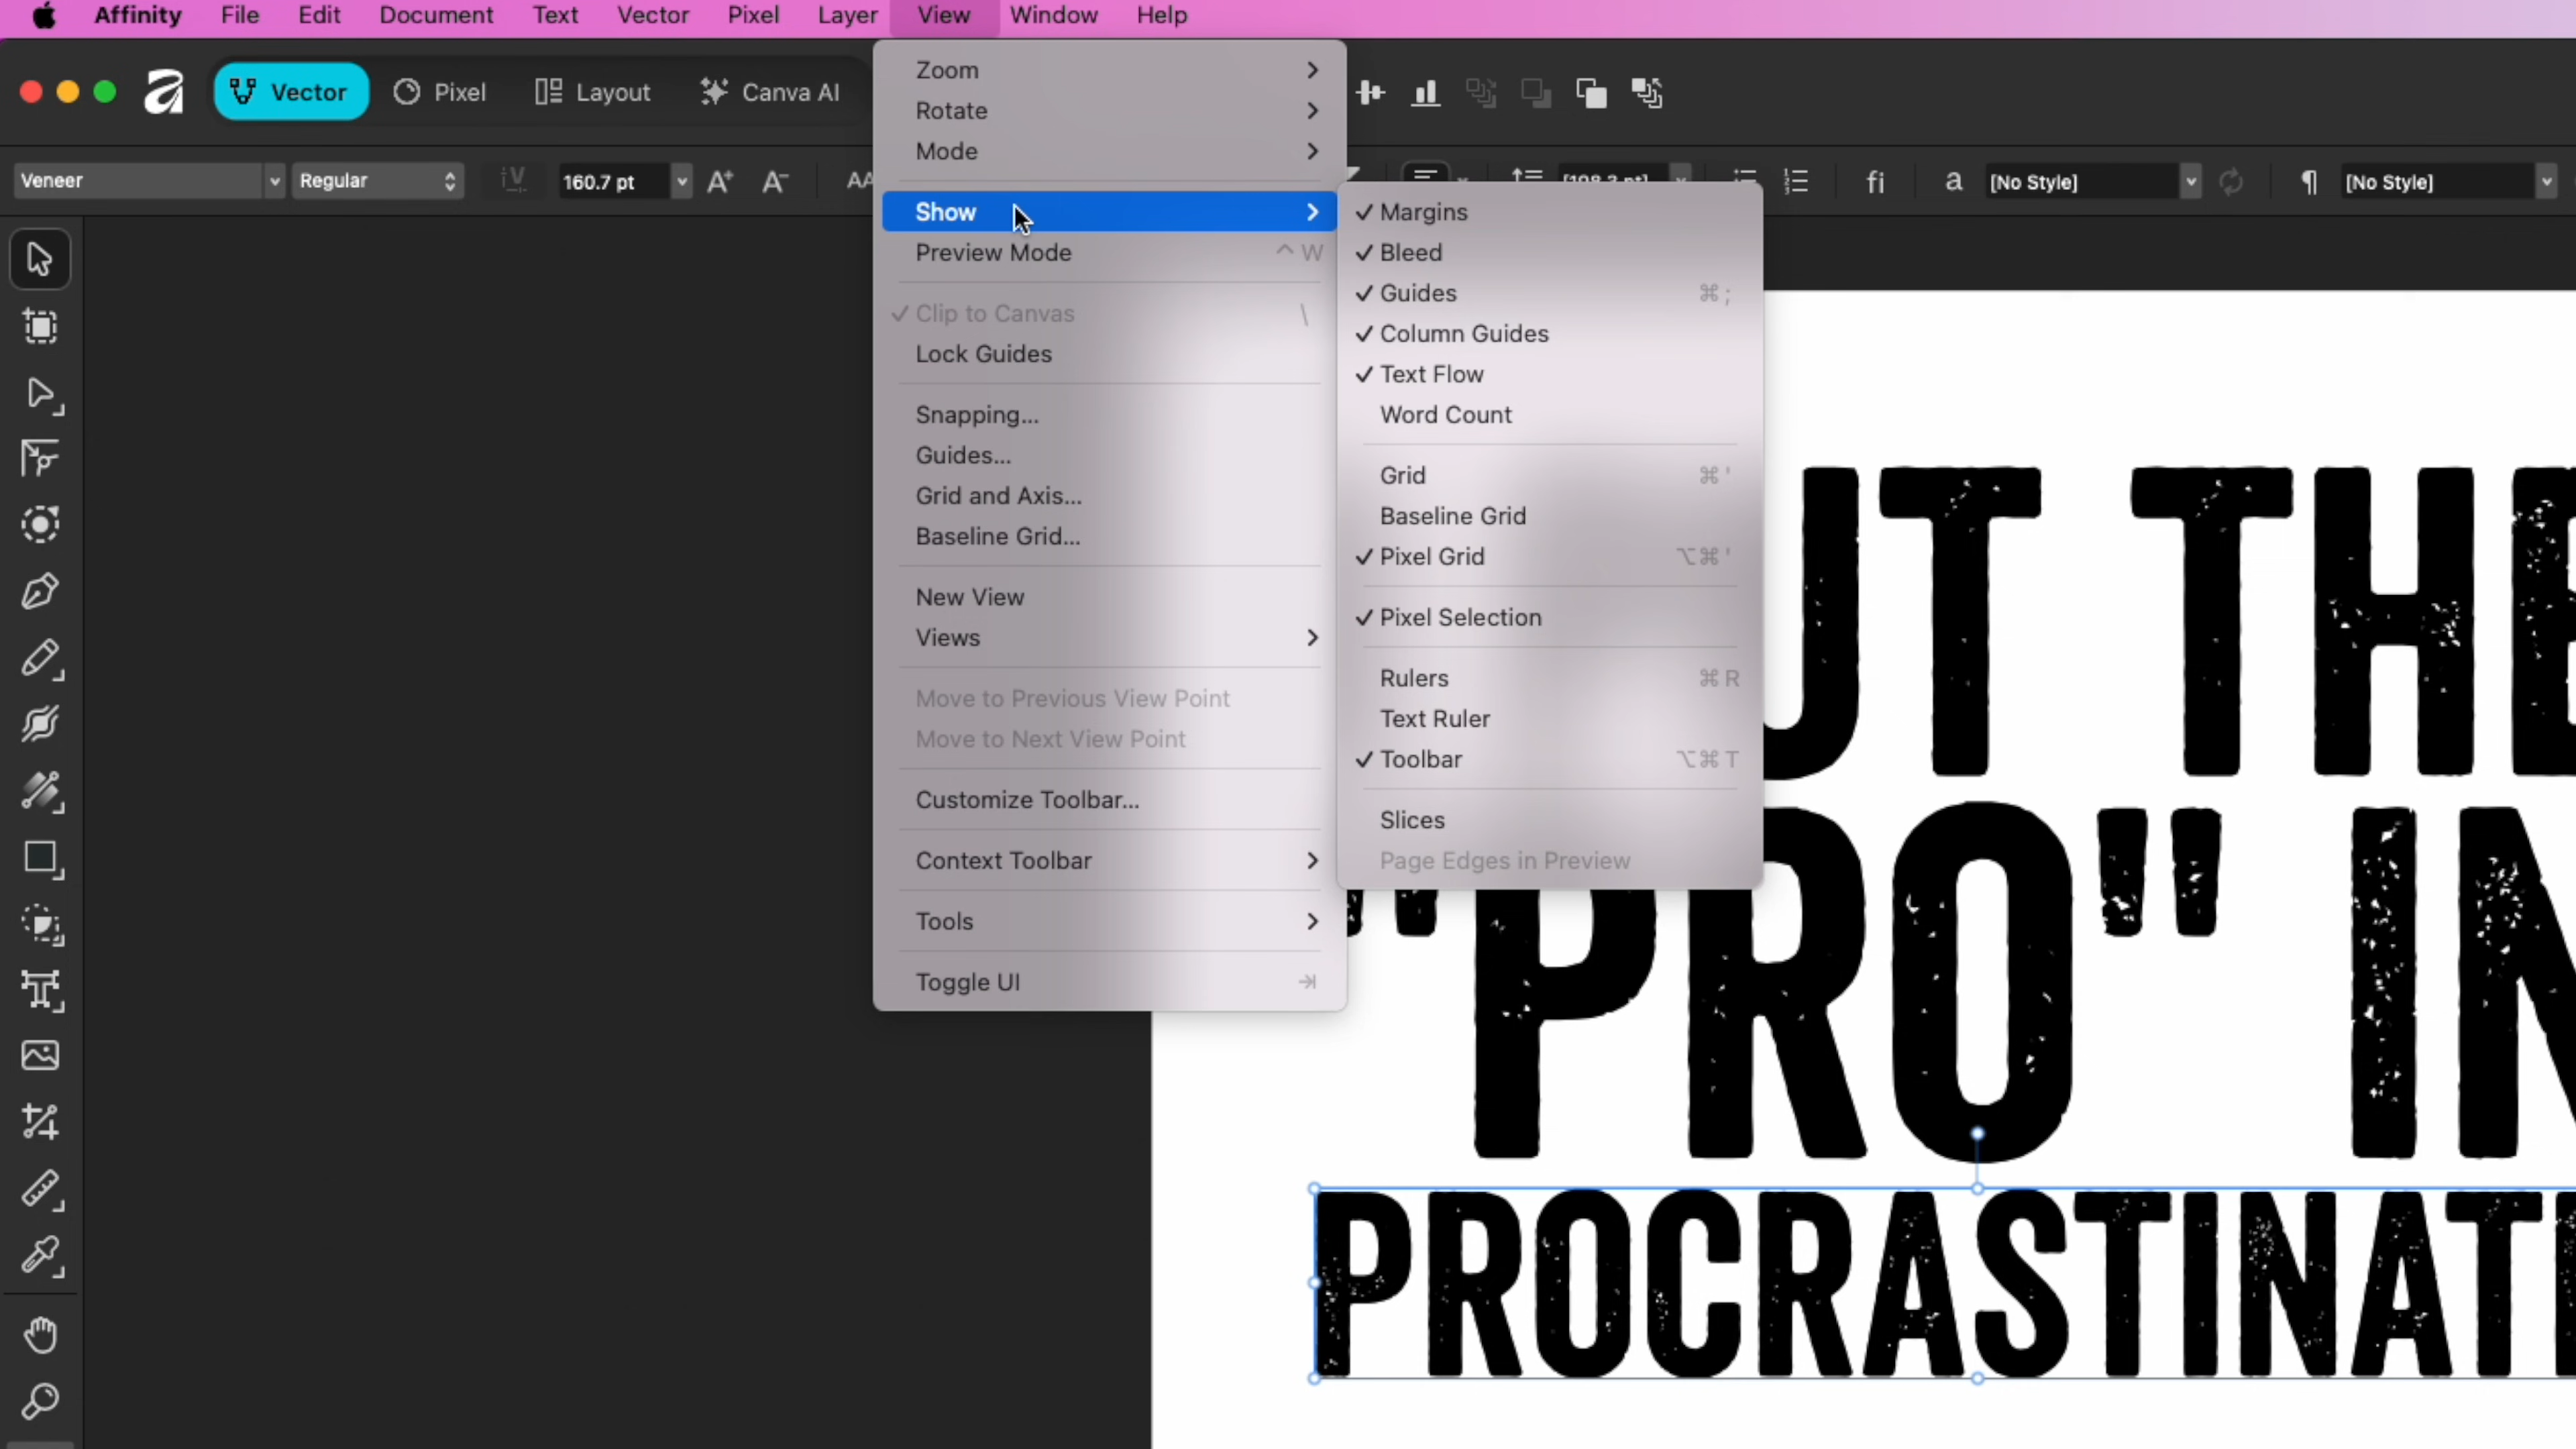 Affinity File Edit Document Text Vector Pixel Layer View Window Help
Vector Pixel Layout Canva AI
Veneer Regular 160.7 pt [No Style] [No Style]
Zoom
Rotate
Mode
Show
Preview Mode ^ W
Clip to Canvas \
Lock Guides
Snapping...
Guides...
Grid and Axis...
Baseline Grid...
New View
Views
Move to Previous View Point
Move to Next View Point
Customize Toolbar...
Context Toolbar
Tools
Toggle UI
Margins
Bleed
Guides ⌘ ;
Column Guides
Text Flow
Word Count
Grid ⌘ '
Baseline Grid
Pixel Grid ⌥⌘ '
Pixel Selection
Rulers ⌘ R
Text Ruler
Toolbar ⌥⌘ T
Slices
Page Edges in Preview
UT THE
"PRO" IN
PROCRASTINAT